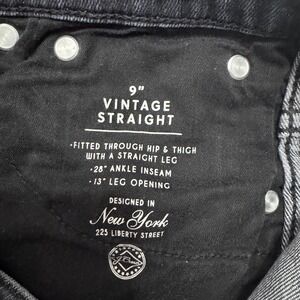 9"
VINTAGE
STRAIGHT
•FITTED THROUGH HIP & THIGH
WITH A STRAIGHT LEG
•28" ANKLE INSEAM
•13" LEG OPENING
DESIGNED IN
New York
225 LIBERTY STREET
J.Crew